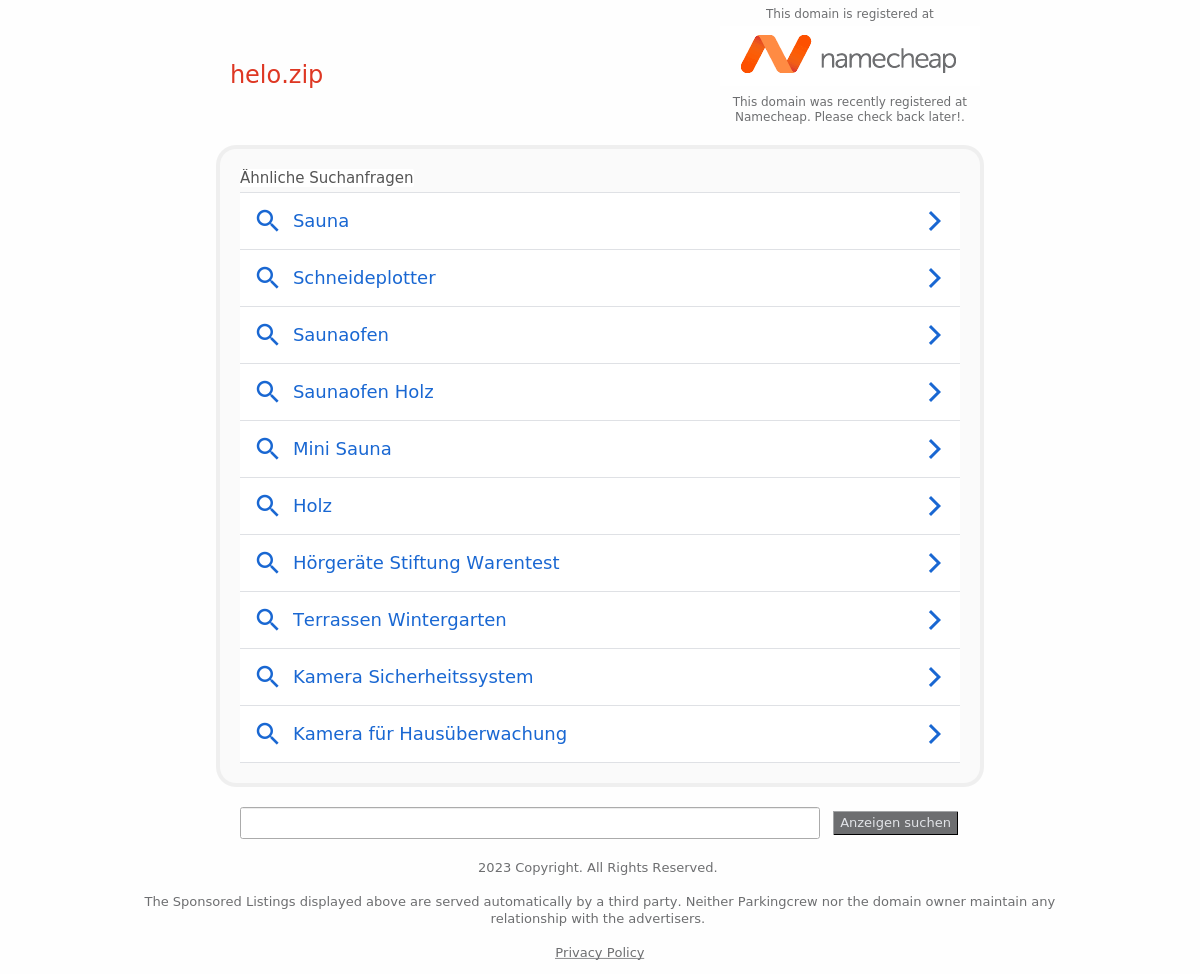 This domain is registered at
namecheap
helo.zip
This domain was recently registered at
Namecheap. Please check back later!.
Ähnliche Suchanfragen
Sauna
Schneideplotter
Saunaofen
Saunaofen Holz
Mini Sauna
Holz
Hörgeräte Stiftung Warentest
Terrassen Wintergarten
Kamera Sicherheitssystem
Kamera für Hausüberwachung
Anzeigen suchen
2023 Copyright. All Rights Reserved.
The Sponsored Listings displayed above are served automatically by a third party. Neither Parkingcrew nor the domain owner maintain any
relationship with the advertisers.
Privacy Policy